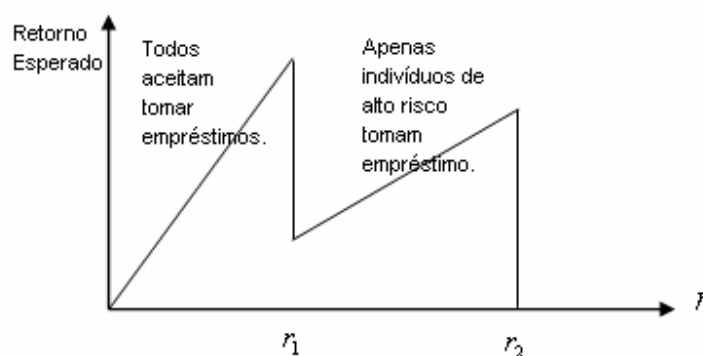 Retorno
Esperado
Todos
aceitam
tomar
empréstimos.
Apenas
indivíduos de
alto risco
tomam
empréstimo.
r
r₁
r₂